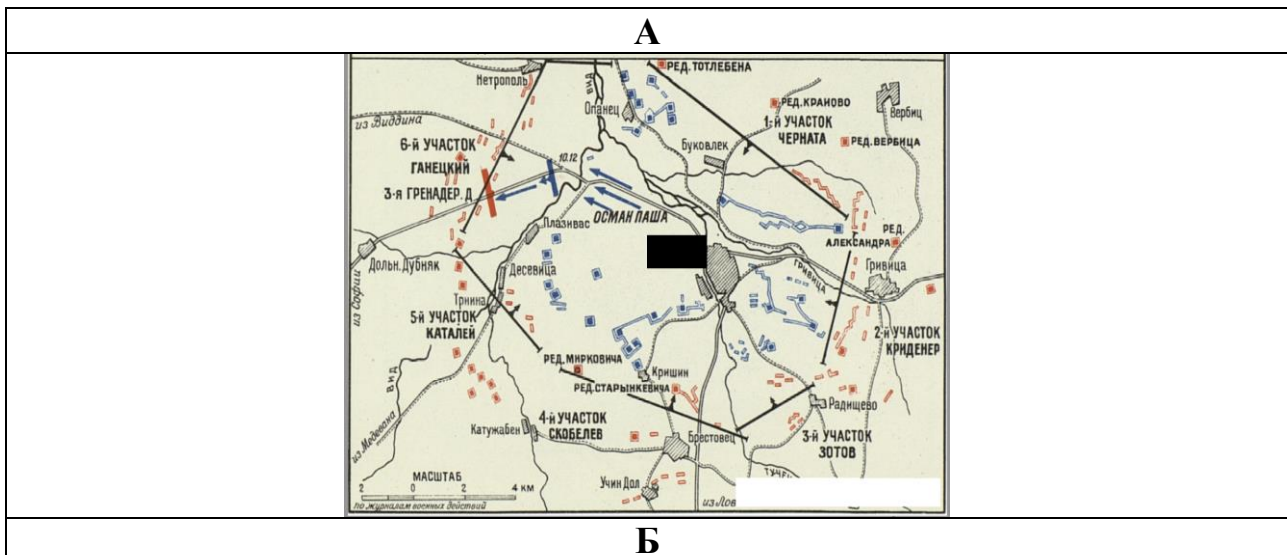 А
Нетрополь
ВИД
РЕД. ТОТЛЕБЕНА
Опанец
РЕД. КРАНОВО
Вербиц
1-й УЧАСТОК
ЧЕРНАТА
РЕД. ВЕРБИЦА
из Виддина
Буковлек
6-й УЧАСТОК
ГАНЕЦКИЙ
10.12
3-я ГРЕНАДЕР. Д
ОСМАН ПАША
Плазивас
РЕД.
АЛЕКСАНДРА
Дольн. Дубняк
Десевица
ГРИВИЦА
Гривица
из Софии
Трнина
5-й УЧАСТОК
КАТАЛЕЙ
2-й УЧАСТОК
КРИДЕНЕР
РЕД. МИРКОВИЧА
Кришин
РЕД. СТАРЫНКЕВИЧА
ВИД
Радищево
4-й УЧАСТОК
СКОБЕЛЕВ
Катужабен
Брестовец
3-й УЧАСТОК
ЗОТОВ
из Медевана
МАСШТАБ
2 0 2 4 КМ
Учин Дол
по журналам военных действий
из Лов
Б